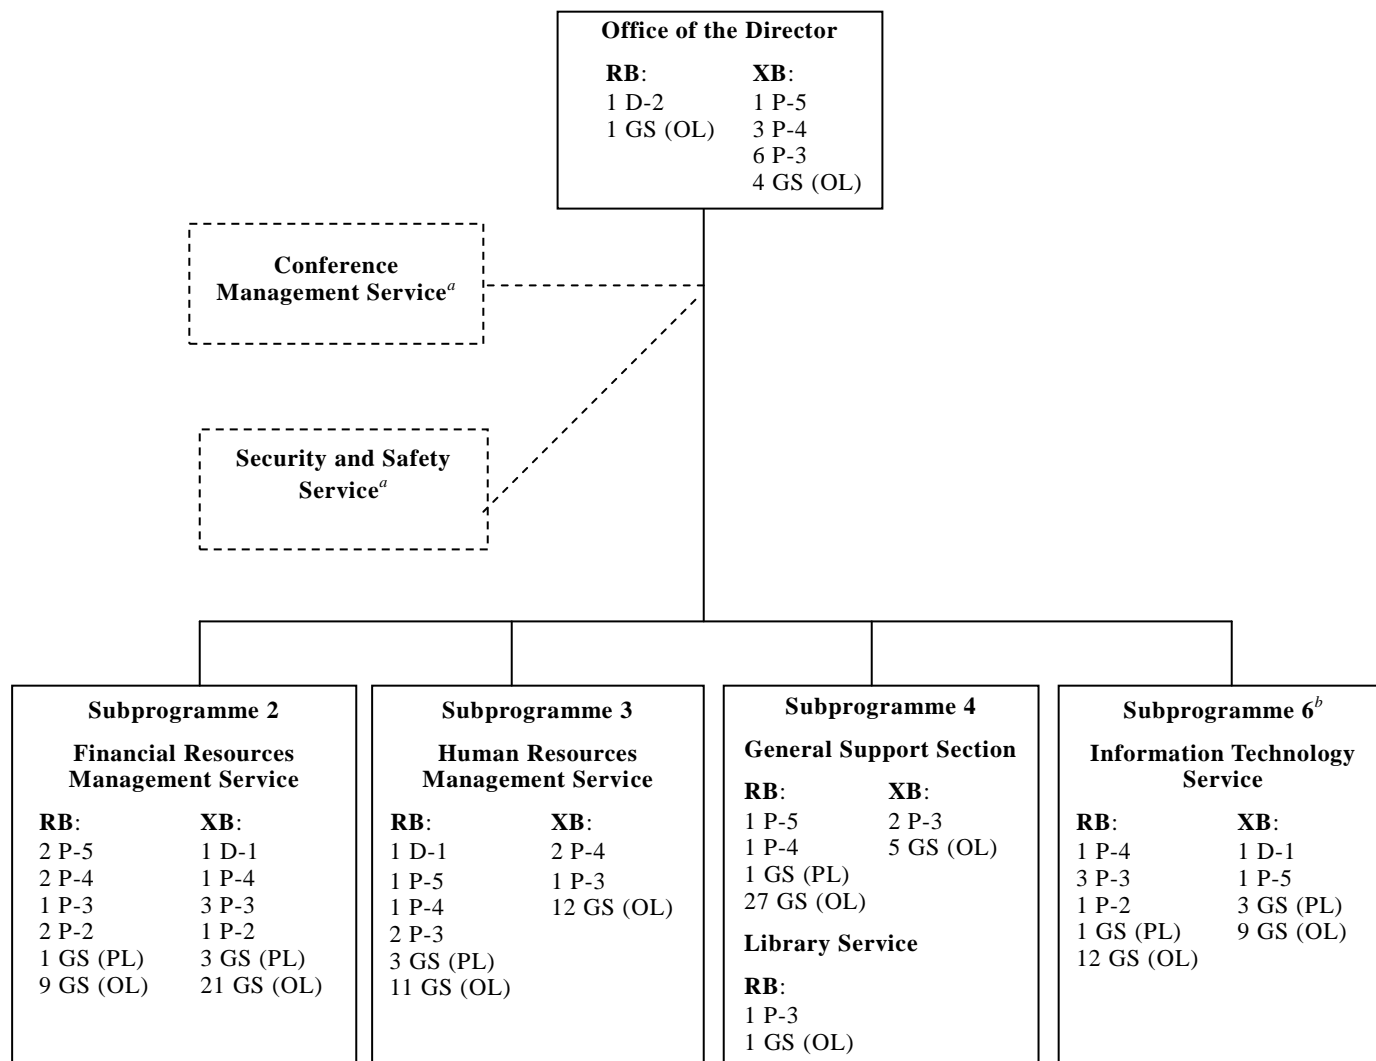 Office of the Director
RB:
1 D-2
1 GS (OL)
XB:
1 P-5
3 P-4
6 P-3
4 GS (OL)
Conference
Management Serviceᵃ
Security and Safety
Serviceᵃ
Subprogramme 2
Financial Resources
Management Service
RB:
2 P-5
2 P-4
1 P-3
2 P-2
1 GS (PL)
9 GS (OL)
XB:
1 D-1
1 P-4
3 P-3
1 P-2
3 GS (PL)
21 GS (OL)
Subprogramme 3
Human Resources
Management Service
RB:
1 D-1
1 P-5
1 P-4
2 P-3
3 GS (PL)
11 GS (OL)
XB:
2 P-4
1 P-3
12 GS (OL)
Subprogramme 4
General Support Section
RB:
1 P-5
1 P-4
1 GS (PL)
27 GS (OL)
XB:
2 P-3
5 GS (OL)
Library Service
RB:
1 P-3
1 GS (OL)
Subprogramme 6ᵇ
Information Technology
Service
RB:
1 P-4
3 P-3
1 P-2
1 GS (PL)
12 GS (OL)
XB:
1 D-1
1 P-5
3 GS (PL)
9 GS (OL)